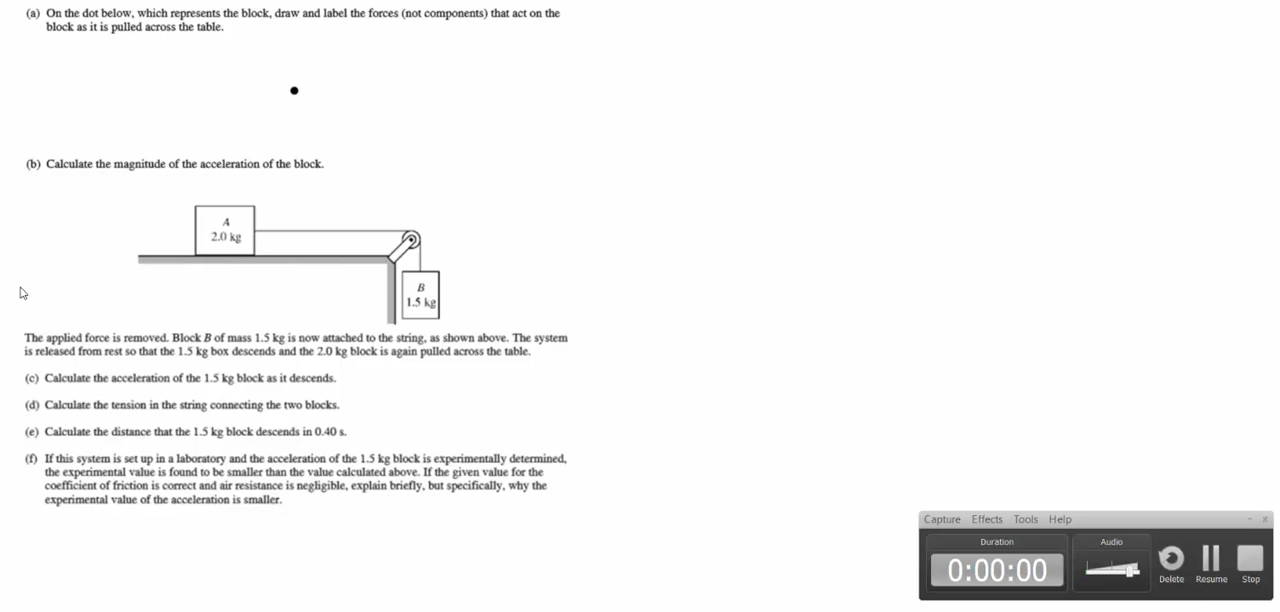 (a) On the dot below, which represents the block, draw and label the forces (not components) that act on the
block as it is pulled across the table.
(b) Calculate the magnitude of the acceleration of the block.
A
2.0 kg
B
1.5 kg
The applied force is removed. Block B of mass 1.5 kg is now attached to the string, as shown above. The system
is released from rest so that the 1.5 kg box descends and the 2.0 kg block is again pulled across the table.
(c) Calculate the acceleration of the 1.5 kg block as it descends.
(d) Calculate the tension in the string connecting the two blocks.
(e) Calculate the distance that the 1.5 kg block descends in 0.40 s.
(f) If this system is set up in a laboratory and the acceleration of the 1.5 kg block is experimentally determined,
the experimental value is found to be smaller than the value calculated above. If the given value for the
coefficient of friction is correct and air resistance is negligible, explain briefly, but specifically, why the
experimental value of the acceleration is smaller.
Capture Effects Tools Help
Duration
Audio
0:00:00
Delete Resume Stop